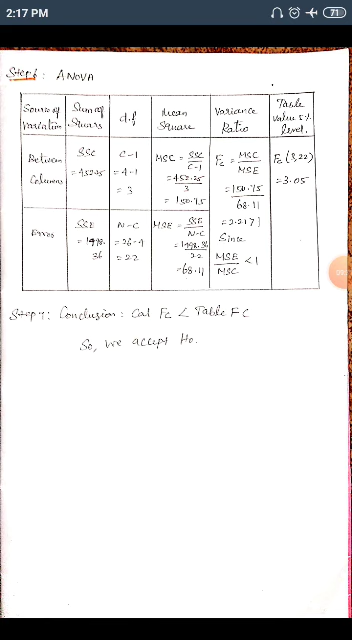 2:17 PM
71
Step 6: ANOVA
Source of Variation
Sum of Squares
d.f
Mean Square
Variance Ratio
Table Value 5% level.
Between Columns
SSC
= 452.25
C-1
= 4-1
= 3
MSC = SSC/C-1
= 452.25/3
= 150.75
Fc = MSC/MSE
= 150.75/68.11
= 2.217
Since
MSE/MSC < 1
Fc (3,22)
= 3.05
Error
SSE
= 1498.36
N-C
= 26-4
= 22
MSE = SSE/N-C
= 1498.36/22
= 68.11
Step 7: Conclusion: Cal Fc < Table FC
So, we accept Ho.